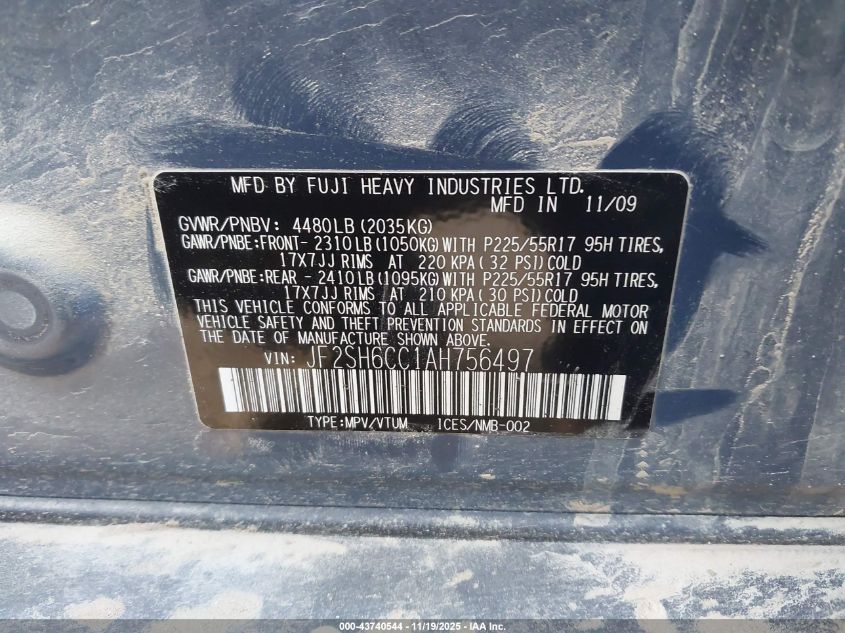 MFD BY FUJI HEAVY INDUSTRIES LTD.
MFD IN 11/09
GVWR/PNBV: 4480LB (2035KG)
GAWR/PNBE:FRONT- 2310LB(1050KG)WITH P225/55R17 95H TIRES,
17X7JJ RIMS AT 220 KPA ( 32 PSI)COLD
GAWR/PNBE:REAR - 2410LB(1095KG)WITH P225/55R17 95H TIRES,
17X7JJ RIMS AT 210 KPA ( 30 PSI)COLD
THIS VEHICLE CONFORMS TO ALL APPLICABLE FEDERAL MOTOR
VEHICLE SAFETY AND THEFT PREVENTION STANDARDS IN EFFECT ON
THE DATE OF MANUFACTURE SHOWN ABOVE.
VIN: JF2SH6CC1AH756497
TYPE:MPV/VTUM ICES/NMB-002
000-43740544 - 11/19/2025 - IAA Inc.